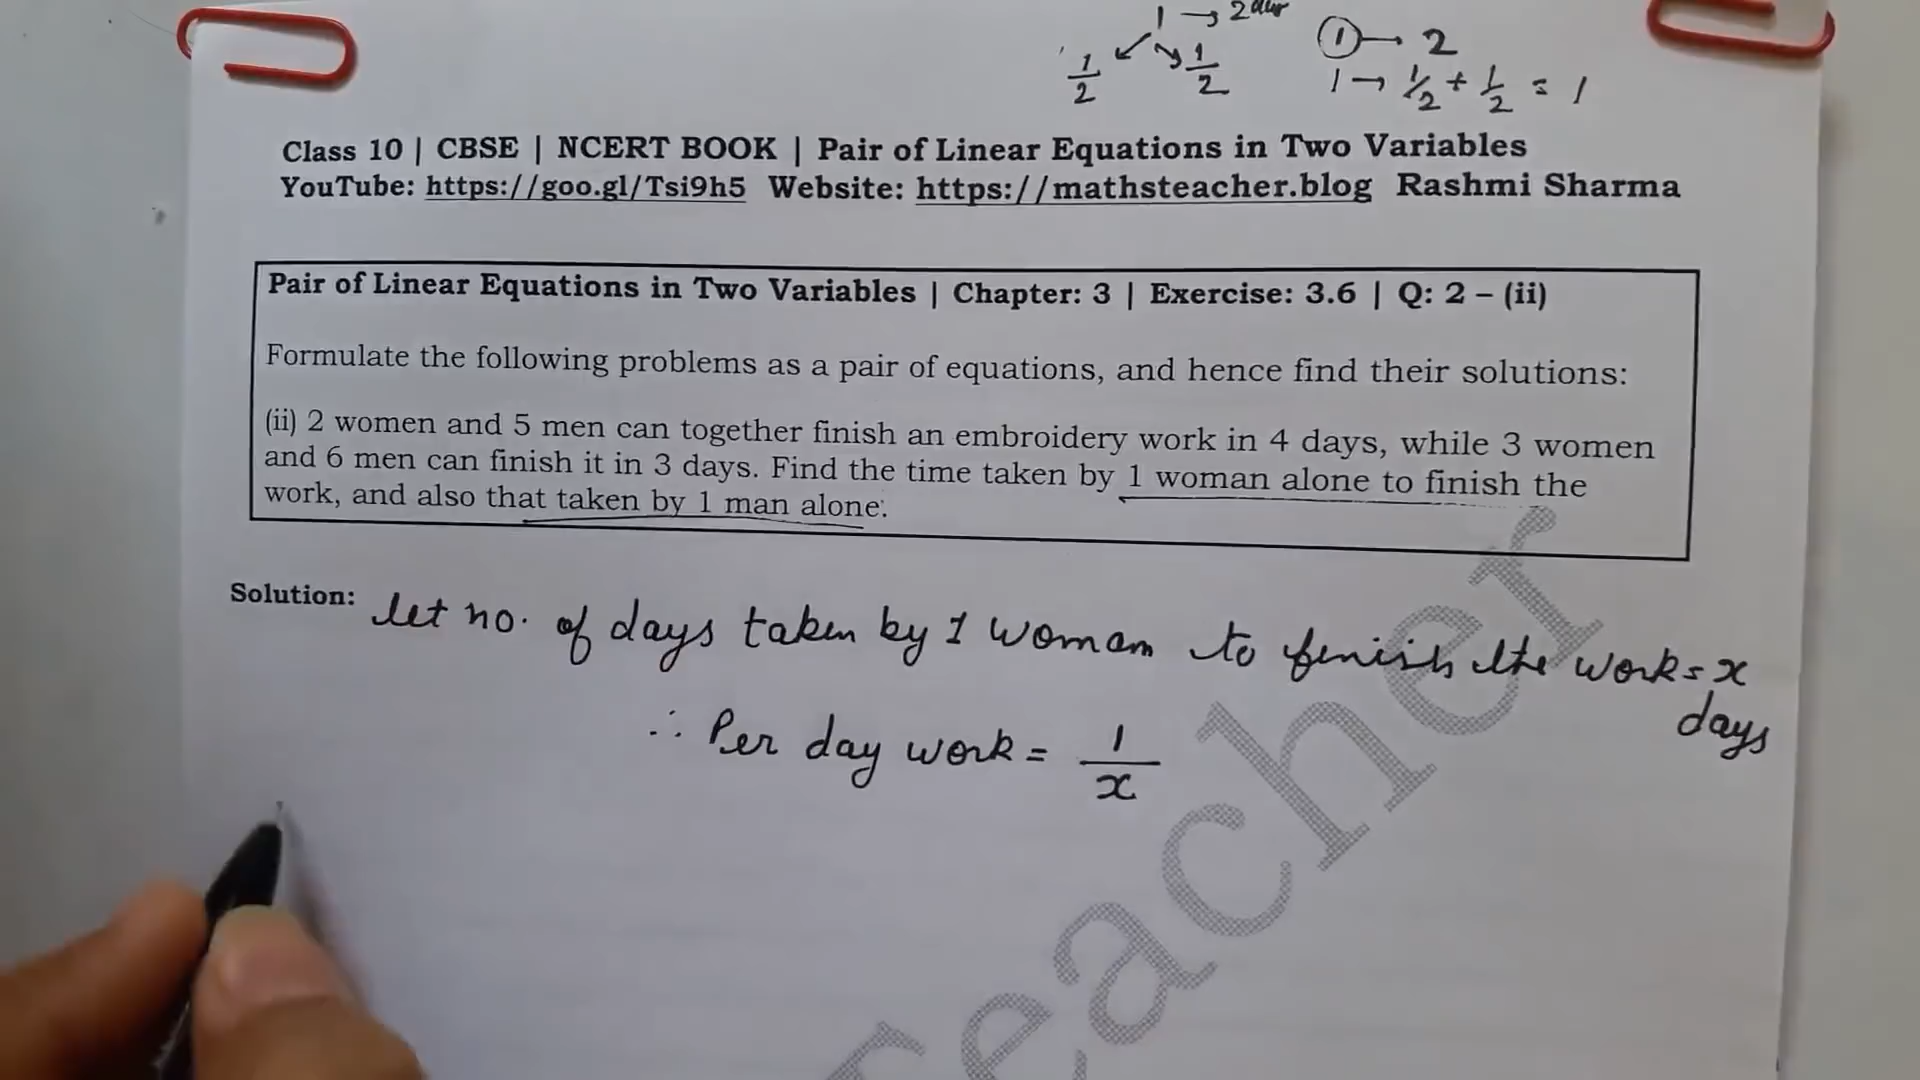 1 → 2 days
1/2 1/2
① → 2
1 → 1/2 + 1/2 = 1
Class 10 | CBSE | NCERT BOOK | Pair of Linear Equations in Two Variables
YouTube: https://goo.gl/Tsi9h5 Website: https://mathsteacher.blog Rashmi Sharma
Pair of Linear Equations in Two Variables | Chapter: 3 | Exercise: 3.6 | Q: 2 – (ii)
Formulate the following problems as a pair of equations, and hence find their solutions:
(ii) 2 women and 5 men can together finish an embroidery work in 4 days, while 3 women
and 6 men can finish it in 3 days. Find the time taken by 1 woman alone to finish the
work, and also that taken by 1 man alone.
Solution: let no. of days taken by 1 woman to finish the work = x
days
∴ Per day work = 1/x
eacher